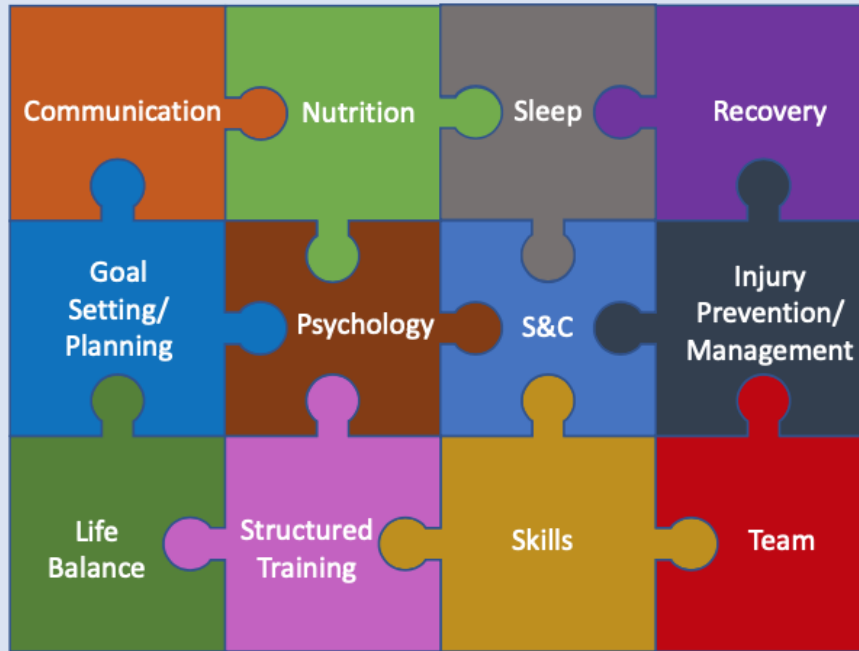 Communication
Nutrition
Sleep
Recovery
Goal
Setting/
Planning
Psychology
S&C
Injury
Prevention/
Management
Life
Balance
Structured
Training
Skills
Team